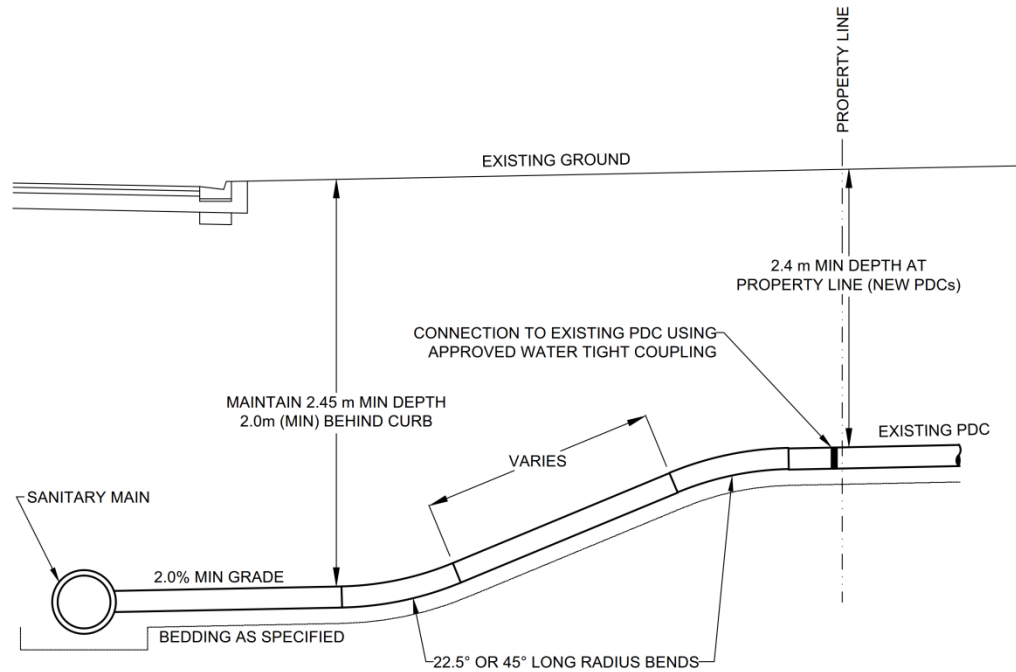 PROPERTY LINE
EXISTING GROUND
2.4 m MIN DEPTH AT
PROPERTY LINE (NEW PDCs)
CONNECTION TO EXISTING PDC USING
APPROVED WATER TIGHT COUPLING
MAINTAIN 2.45 m MIN DEPTH
2.0m (MIN) BEHIND CURB
EXISTING PDC
VARIES
SANITARY MAIN
2.0% MIN GRADE
BEDDING AS SPECIFIED
22.5° OR 45° LONG RADIUS BENDS